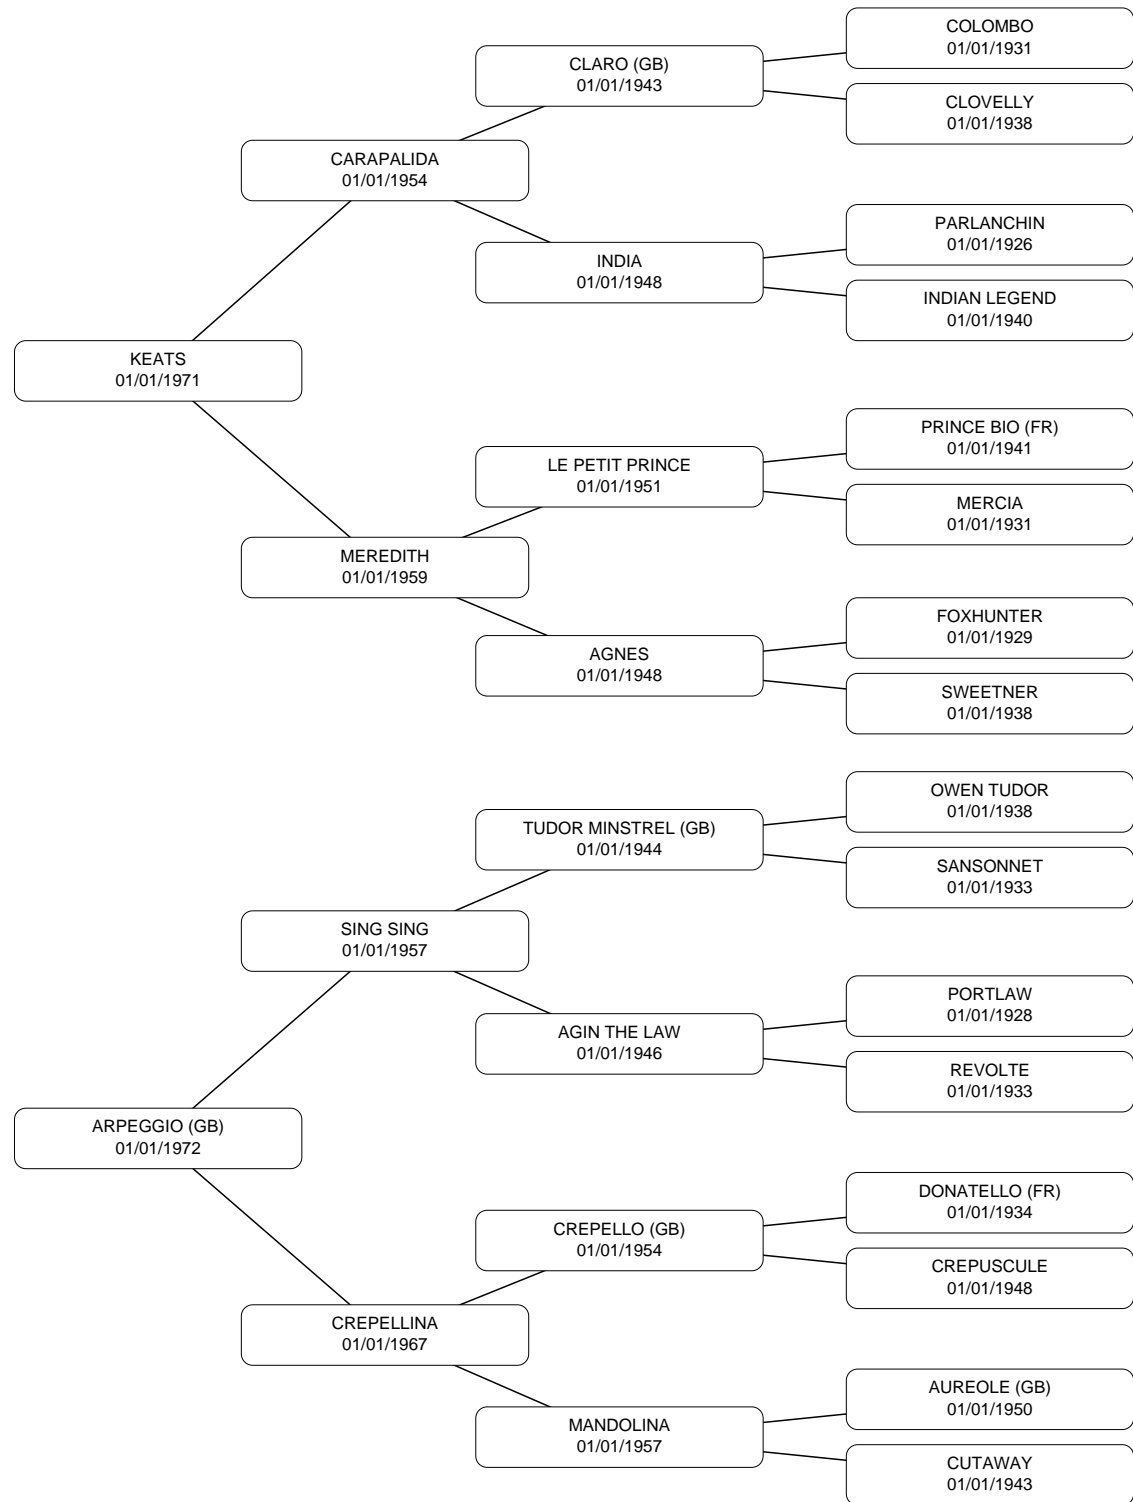 COLOMBO
01/01/1931
CLARO (GB)
01/01/1943
CLOVELLY
01/01/1938
CARAPALIDA
01/01/1954
PARLANCHIN
01/01/1926
INDIA
01/01/1948
INDIAN LEGEND
01/01/1940
KEATS
01/01/1971
PRINCE BIO (FR)
01/01/1941
LE PETIT PRINCE
01/01/1951
MERCIA
01/01/1931
MEREDITH
01/01/1959
FOXHUNTER
01/01/1929
AGNES
01/01/1948
SWEETNER
01/01/1938
OWEN TUDOR
01/01/1938
TUDOR MINSTREL (GB)
01/01/1944
SANSONNET
01/01/1933
SING SING
01/01/1957
PORTLAW
01/01/1928
AGIN THE LAW
01/01/1946
REVOLTE
01/01/1933
ARPEGGIO (GB)
01/01/1972
DONATELLO (FR)
01/01/1934
CREPELLO (GB)
01/01/1954
CREPUSCULE
01/01/1948
CREPELLINA
01/01/1967
AUREOLE (GB)
01/01/1950
MANDOLINA
01/01/1957
CUTAWAY
01/01/1943